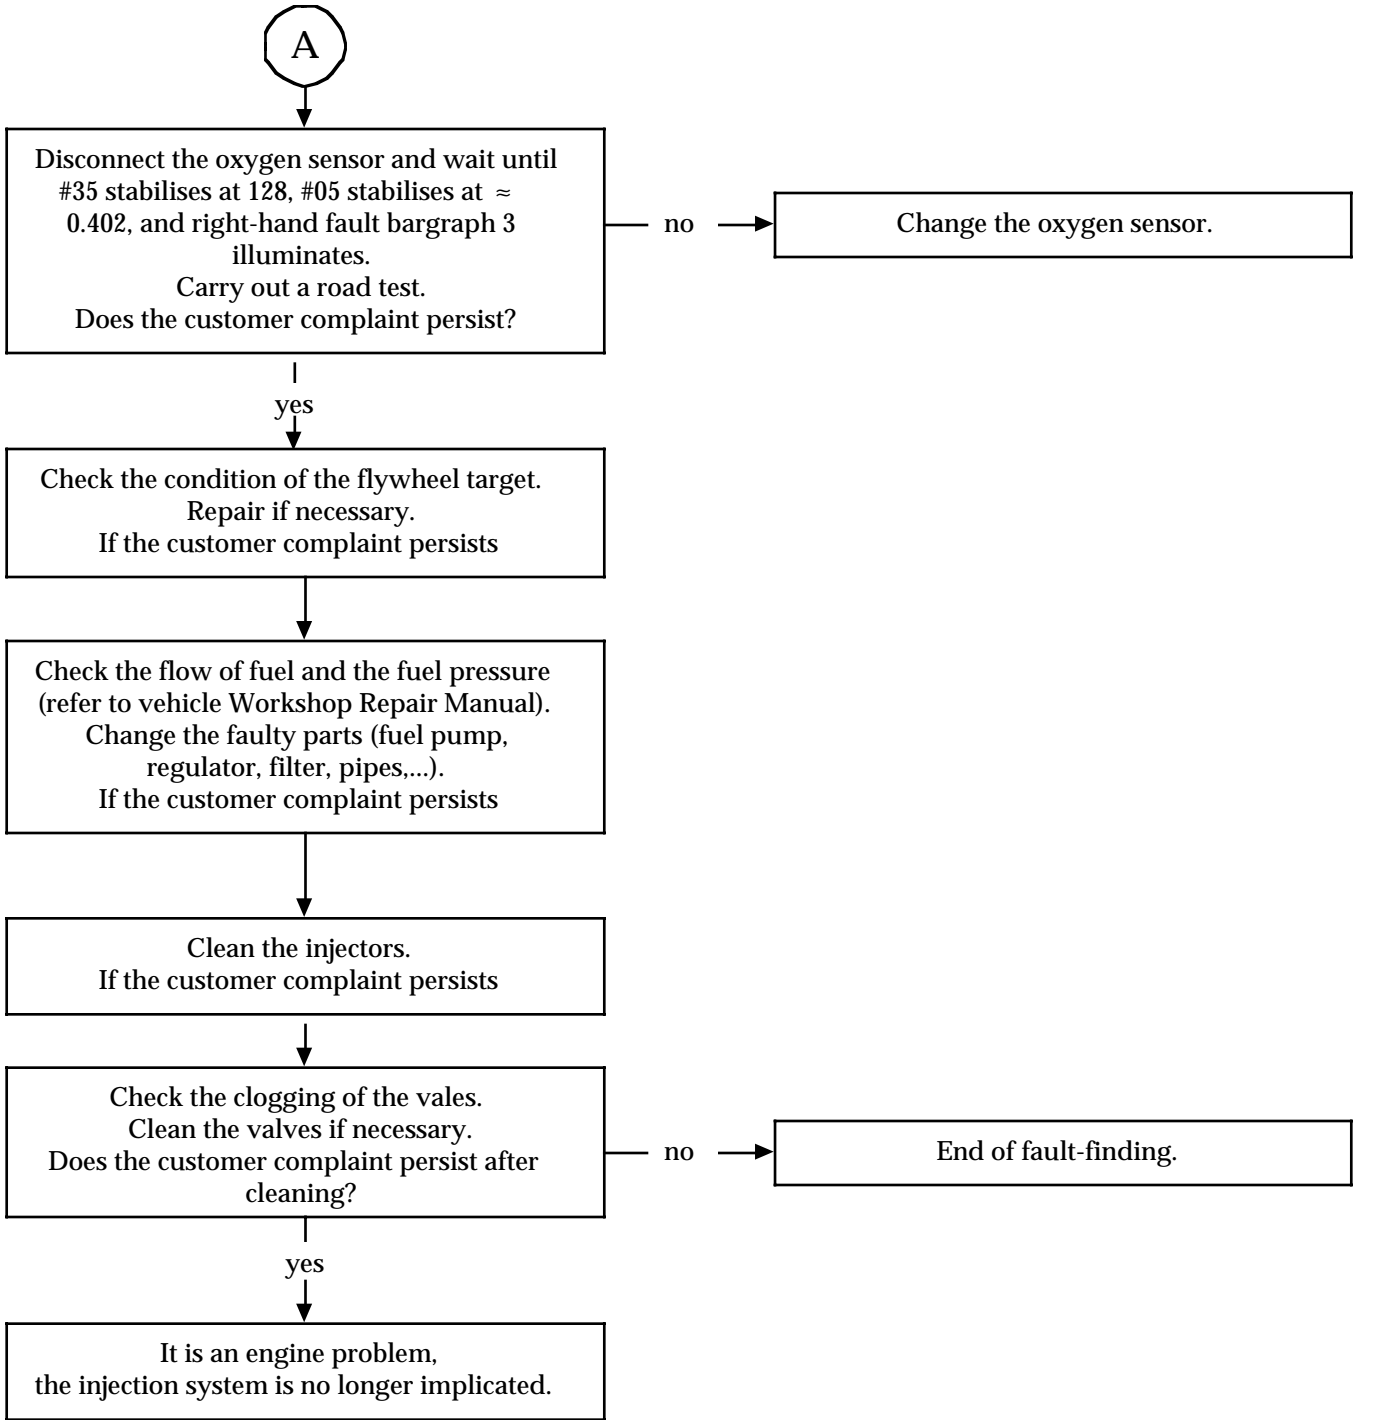 A
Disconnect the oxygen sensor and wait until
#35 stabilises at 128, #05 stabilises at ≈
0.402, and right-hand fault bargraph 3
illuminates.
Carry out a road test.
Does the customer complaint persist?
no
Change the oxygen sensor.
yes
Check the condition of the flywheel target.
Repair if necessary.
If the customer complaint persists
Check the flow of fuel and the fuel pressure
(refer to vehicle Workshop Repair Manual).
Change the faulty parts (fuel pump,
regulator, filter, pipes,...).
If the customer complaint persists
Clean the injectors.
If the customer complaint persists
Check the clogging of the vales.
Clean the valves if necessary.
Does the customer complaint persist after
cleaning?
no
End of fault-finding.
yes
It is an engine problem,
the injection system is no longer implicated.